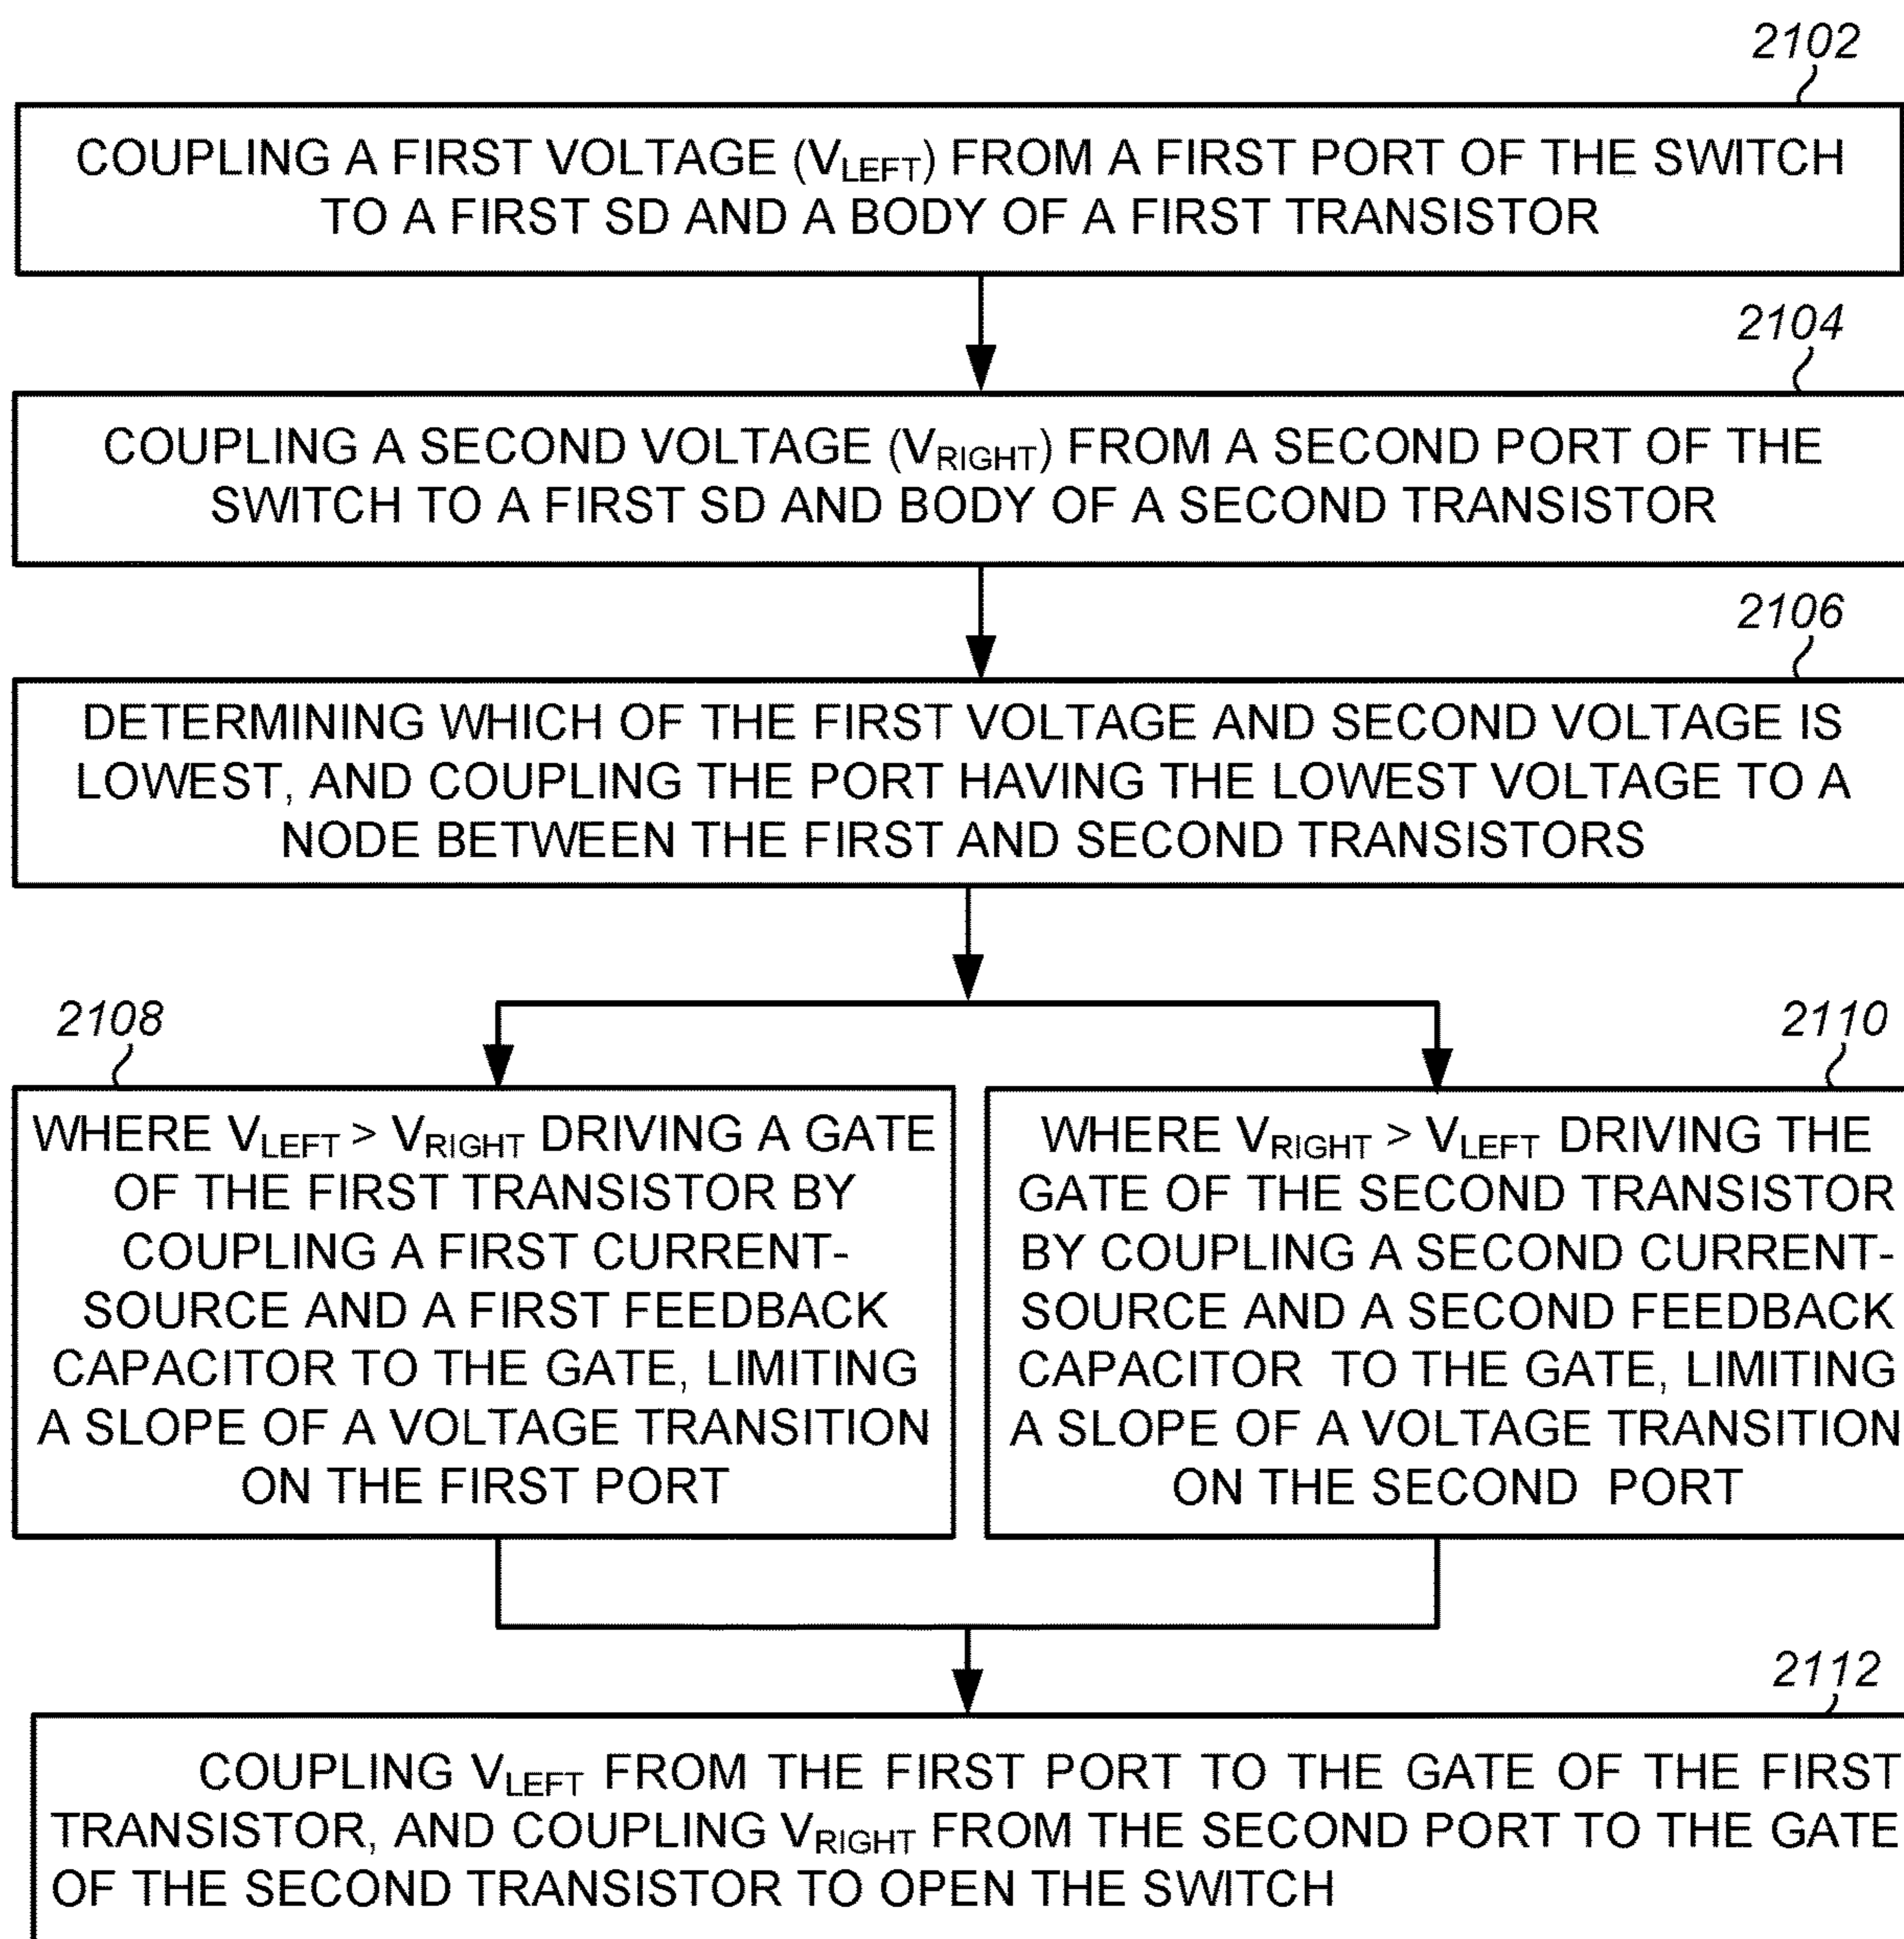 2102
COUPLING A FIRST VOLTAGE (VLEFT) FROM A FIRST PORT OF THE SWITCH
TO A FIRST SD AND A BODY OF A FIRST TRANSISTOR
2104
COUPLING A SECOND VOLTAGE (VRIGHT) FROM A SECOND PORT OF THE
SWITCH TO A FIRST SD AND BODY OF A SECOND TRANSISTOR
2106
DETERMINING WHICH OF THE FIRST VOLTAGE AND SECOND VOLTAGE IS
LOWEST, AND COUPLING THE PORT HAVING THE LOWEST VOLTAGE TO A
NODE BETWEEN THE FIRST AND SECOND TRANSISTORS
2108
WHERE VLEFT > VRIGHT DRIVING A GATE
OF THE FIRST TRANSISTOR BY
COUPLING A FIRST CURRENT-
SOURCE AND A FIRST FEEDBACK
CAPACITOR TO THE GATE, LIMITING
A SLOPE OF A VOLTAGE TRANSITION
ON THE FIRST PORT
2110
WHERE VRIGHT > VLEFT DRIVING THE
GATE OF THE SECOND TRANSISTOR
BY COUPLING A SECOND CURRENT-
SOURCE AND A SECOND FEEDBACK
CAPACITOR TO THE GATE, LIMITING
A SLOPE OF A VOLTAGE TRANSITION
ON THE SECOND PORT
2112
COUPLING VLEFT FROM THE FIRST PORT TO THE GATE OF THE FIRST
TRANSISTOR, AND COUPLING VRIGHT FROM THE SECOND PORT TO THE GATE
OF THE SECOND TRANSISTOR TO OPEN THE SWITCH